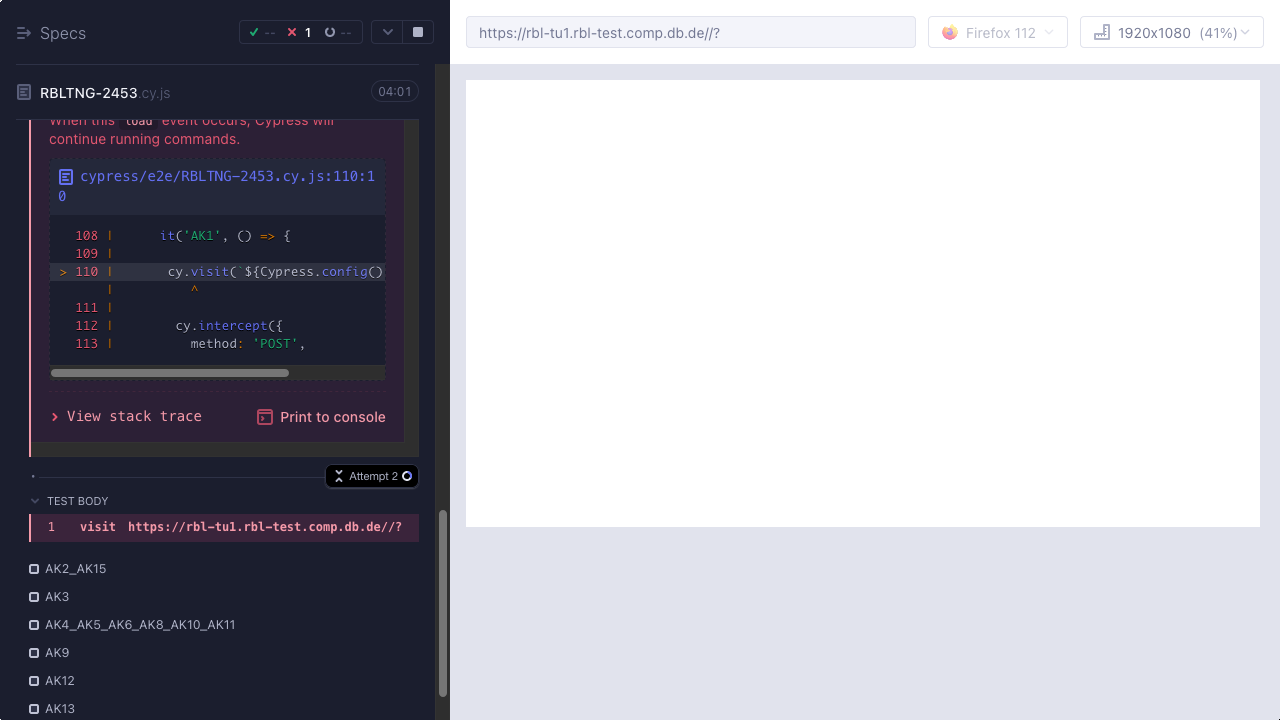 Specs
-- 1 --
https://rbl-tu1.rbl-test.comp.db.de//?
Firefox 112
1920x1080 (41%)
RBLTNG-2453.cy.js
04:01
When this load event occurs, Cypress will
continue running commands.
cypress/e2e/RBLTNG-2453.cy.js:110:1
0
108 | it('AK1', () => {
109 |
> 110 | cy.visit(`${Cypress.config()
| ^
111 |
112 | cy.intercept({
113 | method: 'POST',
View stack trace
Print to console
Attempt 2
TEST BODY
1 visit https://rbl-tu1.rbl-test.comp.db.de//?
AK2_AK15
AK3
AK4_AK5_AK6_AK8_AK10_AK11
AK9
AK12
AK13